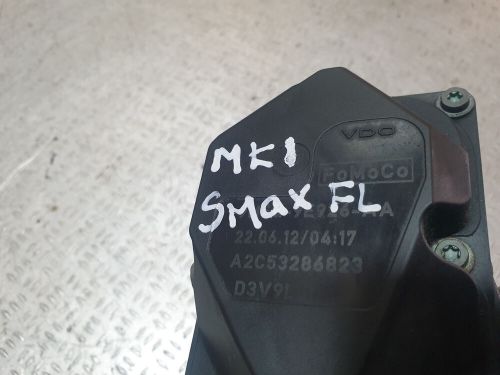 VDO
MK1
FoMoCo
SMAX FL
22.06.12/04:17
A2C53286823
D3V9L